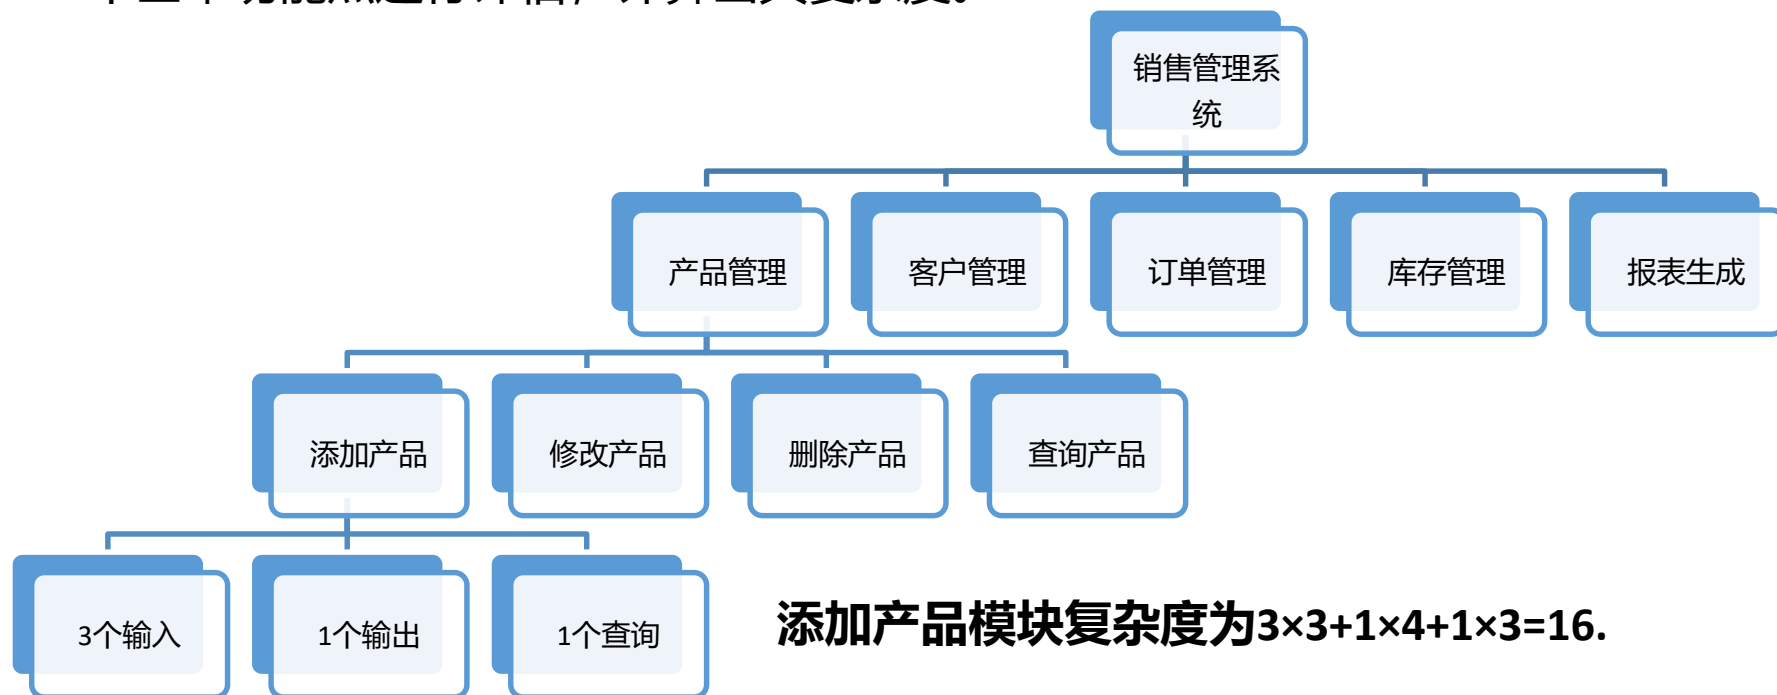 销售管理系
统
产品管理
客户管理
订单管理
库存管理
报表生成
添加产品
修改产品
删除产品
查询产品
3个输入
1个输出
1个查询
添加产品模块复杂度为3×3+1×4+1×3=16.